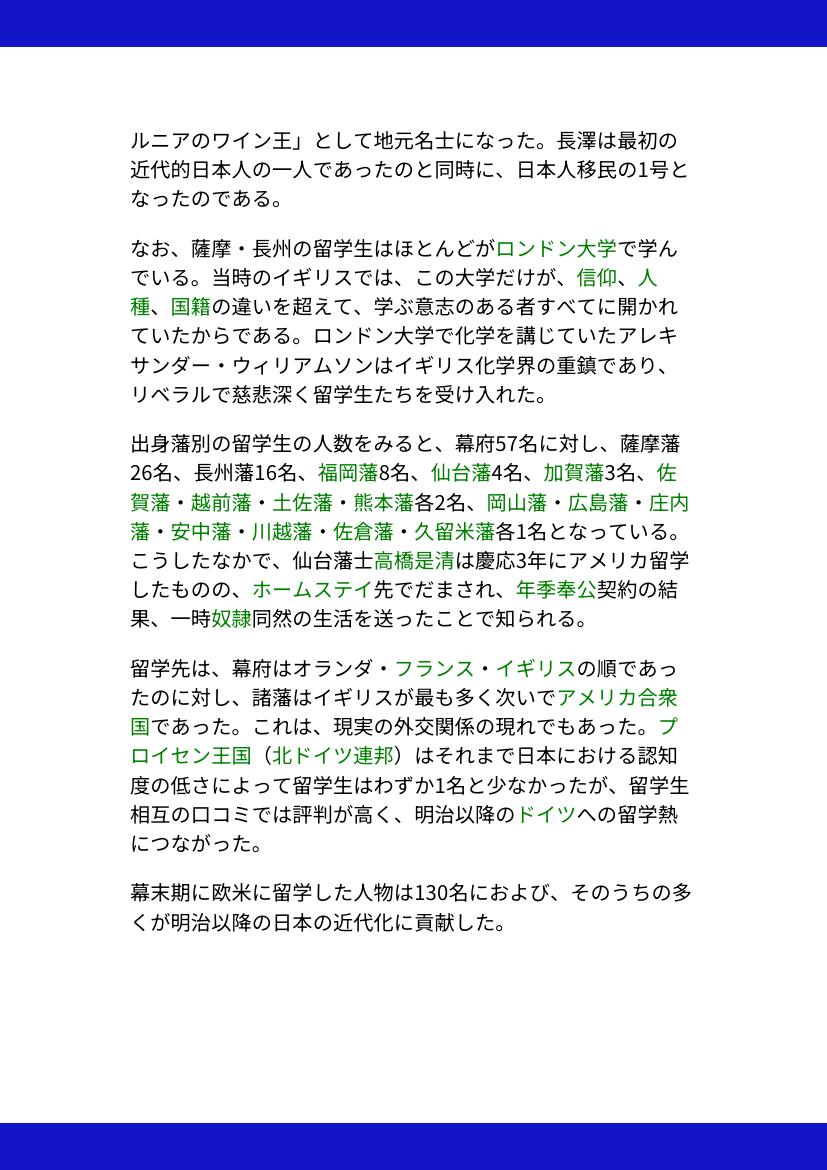 ルニアのワイン王」として地元名士になった。長澤は最初の
近代的日本人の一人であったのと同時に、日本人移民の1号と
なったのである。
なお、薩摩・長州の留学生はほとんどがロンドン大学で学ん
でいる。当時のイギリスでは、この大学だけが、信仰、人
種、国籍の違いを超えて、学ぶ意志のある者すべてに開かれ
ていたからである。ロンドン大学で化学を講じていたアレキ
サンダー・ウィリアムソンはイギリス化学界の重鎮であり、
リベラルで慈悲深く留学生たちを受け入れた。
出身藩別の留学生の人数をみると、幕府57名に対し、薩摩藩
26名、長州藩16名、福岡藩8名、仙台藩4名、加賀藩3名、佐
賀藩・越前藩・土佐藩・熊本藩各2名、岡山藩・広島藩・庄内
藩・安中藩・川越藩・佐倉藩・久留米藩各1名となっている。
こうしたなかで、仙台藩士高橋是清は慶応3年にアメリカ留学
したものの、ホームステイ先でだまされ、年季奉公契約の結
果、一時奴隷同然の生活を送ったことで知られる。
留学先は、幕府はオランダ・フランス・イギリスの順であっ
たのに対し、諸藩はイギリスが最も多く次いでアメリカ合衆
国であった。これは、現実の外交関係の現れでもあった。プ
ロイセン王国（北ドイツ連邦）はそれまで日本における認知
度の低さによって留学生はわずか1名と少なかったが、留学生
相互の口コミでは評判が高く、明治以降のドイツへの留学熱
につながった。
幕末期に欧米に留学した人物は130名におよび、そのうちの多
くが明治以降の日本の近代化に貢献した。